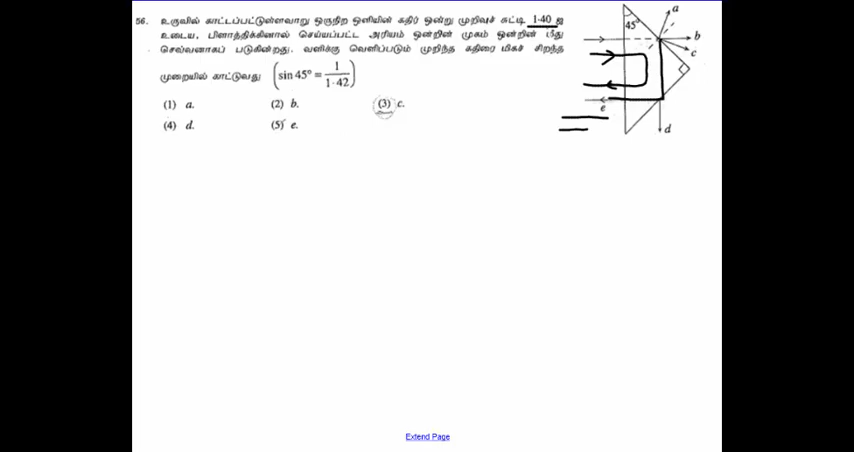 56. உருவில் காட்டப்பட்டுள்ளவாறு ஒருநிற ஒளியின் கதிர் ஒன்று முறிவுச் சுட்டி 1·40 ஐ
உடைய, பிளாத்திக்கினால் செய்யப்பட்ட அரியம் ஒன்றின் முகம் ஒன்றின் மீது
செவ்வனாகப் படுகின்றது. வளிக்கு வெளிப்படும் முறிந்த கதிரை மிகச் சிறந்த
முறையில் காட்டுவது (sin 45° = 1/1·42)
(1) a. (2) b. (3) c.
(4) d. (5) e.
45°
a
b
c
e
d
Extend Page